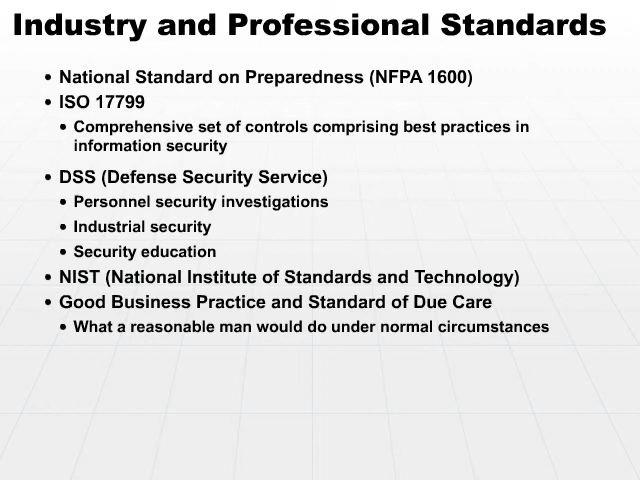 Industry and Professional Standards
• National Standard on Preparedness (NFPA 1600)
• ISO 17799
• Comprehensive set of controls comprising best practices in
information security
• DSS (Defense Security Service)
• Personnel security investigations
• Industrial security
• Security education
• NIST (National Institute of Standards and Technology)
• Good Business Practice and Standard of Due Care
• What a reasonable man would do under normal circumstances